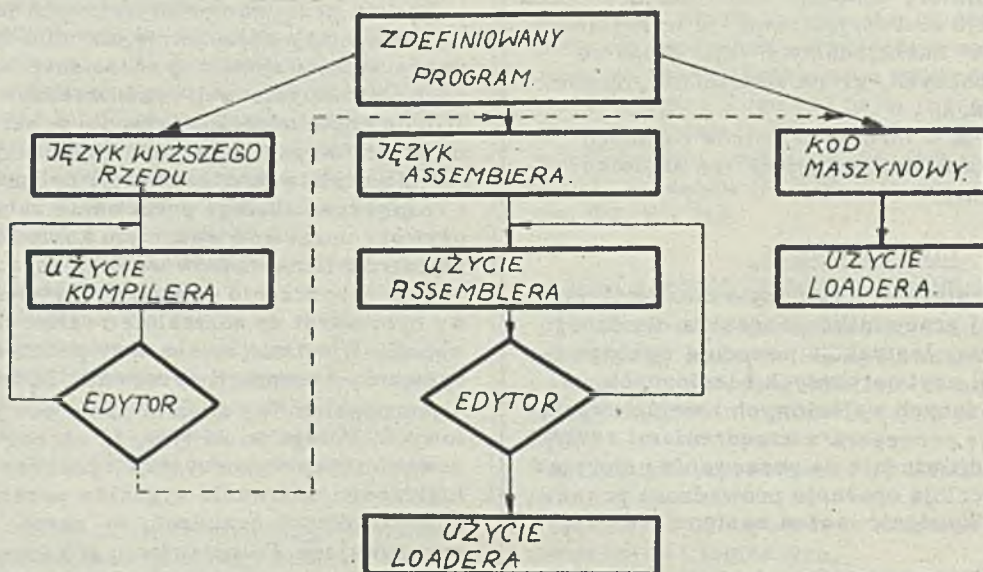 ZDEFINIOWANY
PROGRAM.
JĘZYK WYŻSZEGO
RZĘDU
JĘZYK
ASSEMBLERA.
KOD
MASZYNOWY.
UŻYCIE
KOMPILERA
UŻYCIE
ASSEMBLERA
UŻYCIE
LOADERA.
EDYTOR
EDYTOR
UŻYCIE
LOADERA